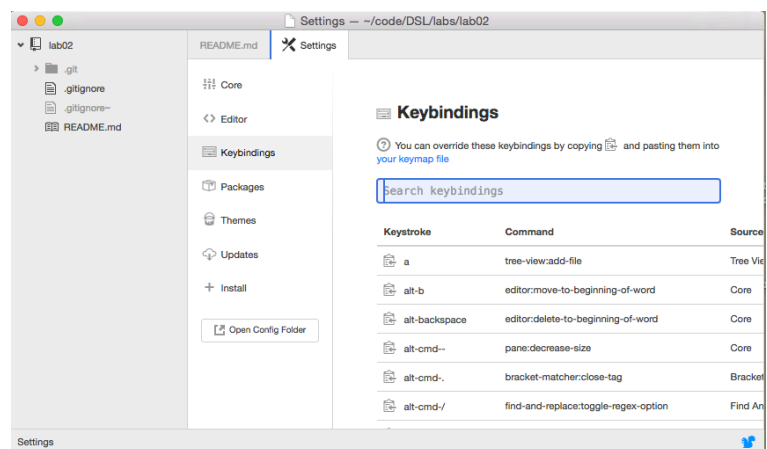 Settings — ~/code/DSL/labs/lab02
lab02
.git
.gitignore
.gitignore~
README.md
README.md
Settings
Core
Editor
Keybindings
Packages
Themes
Updates
Install
Open Config Folder
Keybindings
You can override these keybindings by copying and pasting them into
your keymap file
Search keybindings
Keystroke Command Source
a tree-view:add-file Tree Vie
alt-b editor:move-to-beginning-of-word Core
alt-backspace editor:delete-to-beginning-of-word Core
alt-cmd-- pane:decrease-size Core
alt-cmd-. bracket-matcher:close-tag Bracket
alt-cmd-/ find-and-replace:toggle-regex-option Find An
Settings